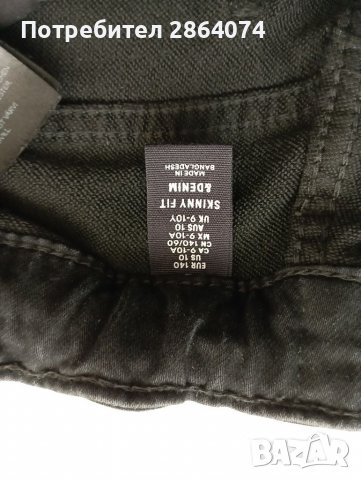 Потребител 2864074
MADE IN
BANGLADESH
&DENIM
SKINNY FIT
UK 9-10Y
AUS 10
MX 9-10A
CN 140/60
CA 9-10A
US 10
EUR 140
BAZAR